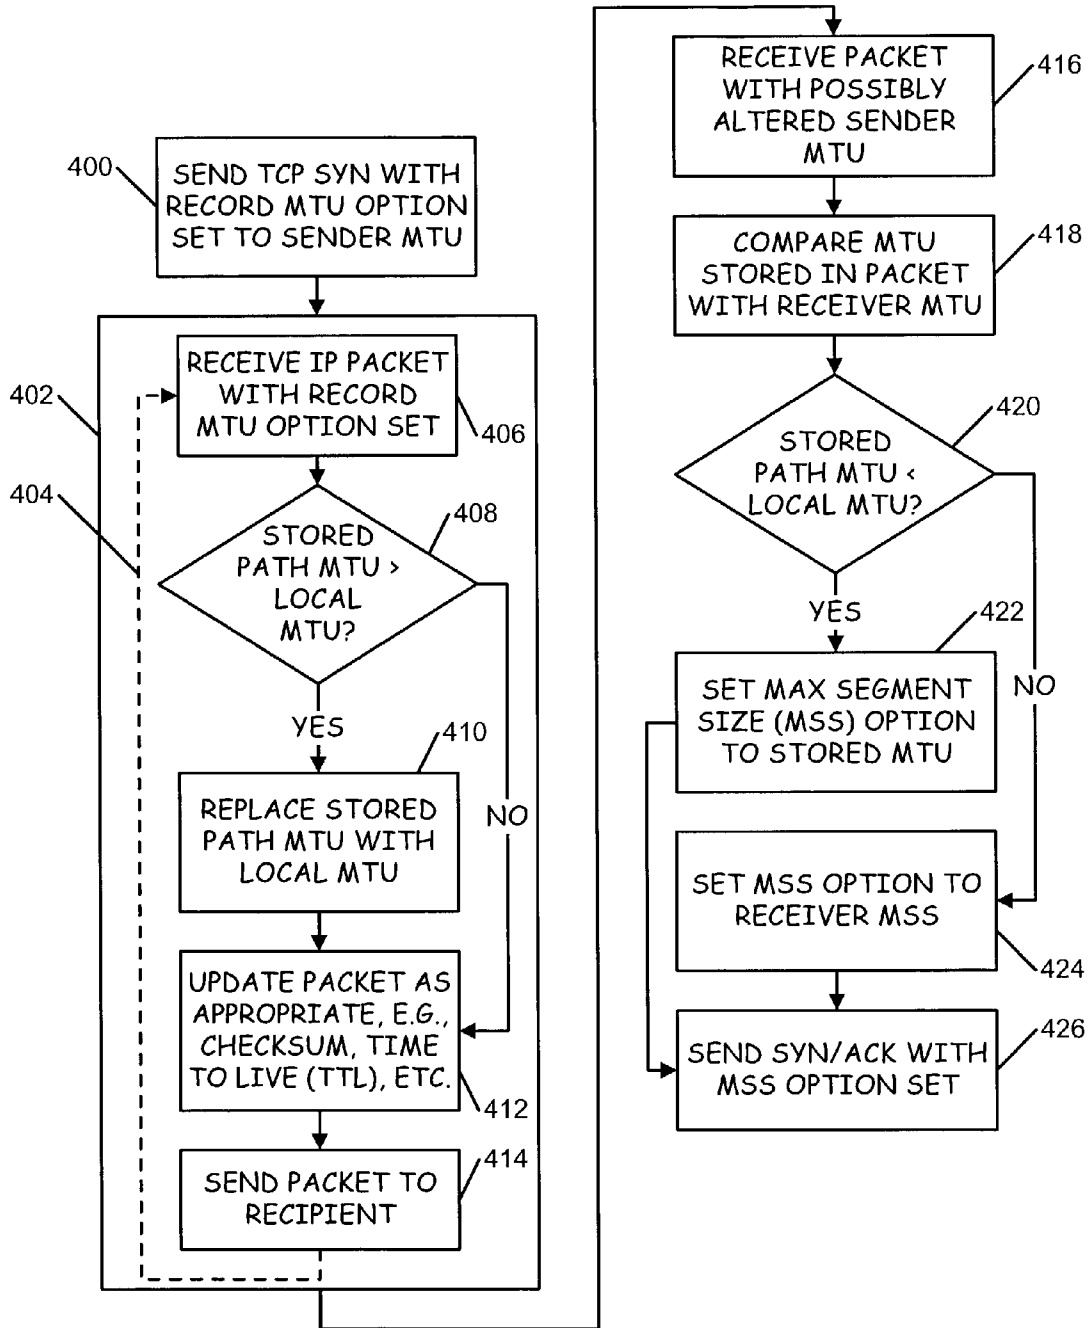 400
SEND TCP SYN WITH
RECORD MTU OPTION
SET TO SENDER MTU
402
404
RECEIVE IP PACKET
WITH RECORD
MTU OPTION SET
406
408
STORED
PATH MTU >
LOCAL
MTU?
YES
NO
410
REPLACE STORED
PATH MTU WITH
LOCAL MTU
UPDATE PACKET AS
APPROPRIATE, E.G.,
CHECKSUM, TIME
TO LIVE (TTL), ETC.
412
414
SEND PACKET TO
RECIPIENT
RECEIVE PACKET
WITH POSSIBLY
ALTERED SENDER
MTU
416
COMPARE MTU
STORED IN PACKET
WITH RECEIVER MTU
418
420
STORED
PATH MTU <
LOCAL MTU?
YES
NO
422
SET MAX SEGMENT
SIZE (MSS) OPTION
TO STORED MTU
SET MSS OPTION TO
RECEIVER MSS
424
SEND SYN/ACK WITH
MSS OPTION SET
426